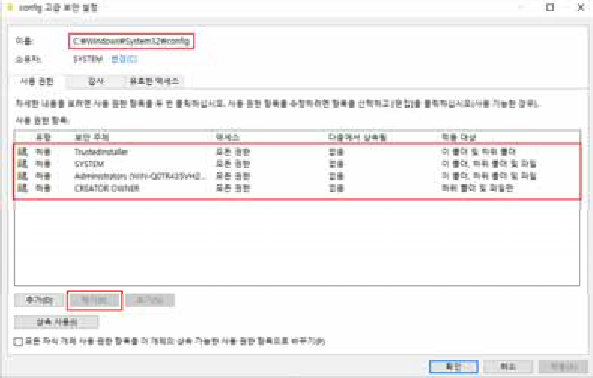 config 고급 보안 설정
이름: C:₩Windows₩System32₩config
소유자: SYSTEM 변경(C)
사용 권한 감사 유효한 액세스
자세한 내용을 보려면 사용 권한 항목을 두 번 클릭하십시오. 사용 권한 항목을 수정하려면 항목을 선택하고 [편집]을 클릭하십시오(사용 가능한 경우).
사용 권한 항목:
유형 보안 주체 액세스 다음에서 상속됨 적용 대상
허용 TrustedInstaller 모든 권한 없음 이 폴더 및 하위 폴더
허용 SYSTEM 모든 권한 없음 이 폴더, 하위 폴더 및 파일
허용 Administrators 모든 권한 없음 이 폴더, 하위 폴더 및 파일
허용 CREATOR OWNER 모든 권한 없음 하위 폴더 및 파일만
추가(D) 제거(R) 보기(V)
상속 사용(I)
모든 자식 개체 사용 권한 항목을 이 개체의 상속 가능한 사용 권한 항목으로 바꾸기(P)
확인 취소 적용(A)